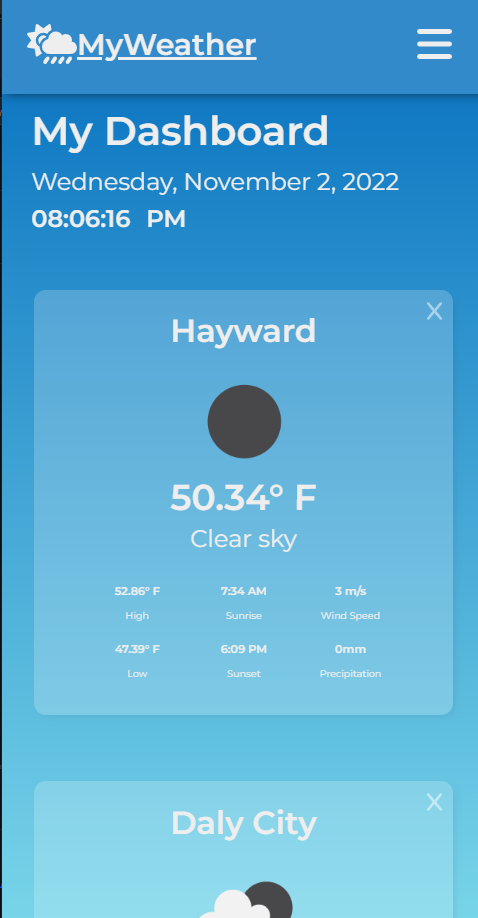 MyWeather
My Dashboard
Wednesday, November 2, 2022
08:06:16 PM
X
Hayward
50.34° F
Clear sky
52.86° F 7:34 AM 3 m/s
High Sunrise Wind Speed
47.39° F 6:09 PM 0mm
Low Sunset Precipitation
X
Daly City